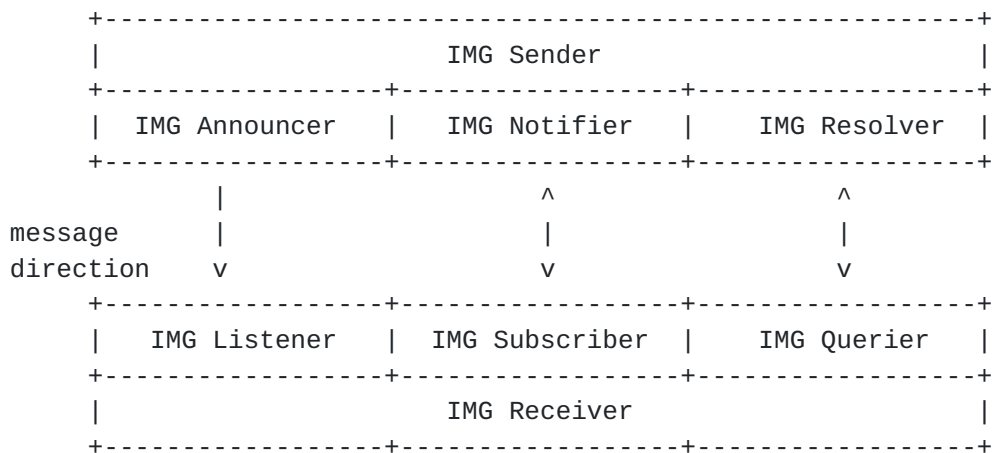 +--------------------------------------------------------+
|                      IMG Sender                        |
+------------------+------------------+------------------+
|  IMG Announcer   |   IMG Notifier   |    IMG Resolver  |
+------------------+------------------+------------------+
        |                    ^                  ^
message      |                    |                  |
direction    v                    v                  v
+------------------+------------------+------------------+
|   IMG Listener   |  IMG Subscriber  |    IMG Querier   |
+------------------+------------------+------------------+
|                      IMG Receiver                      |
+------------------+------------------+------------------+